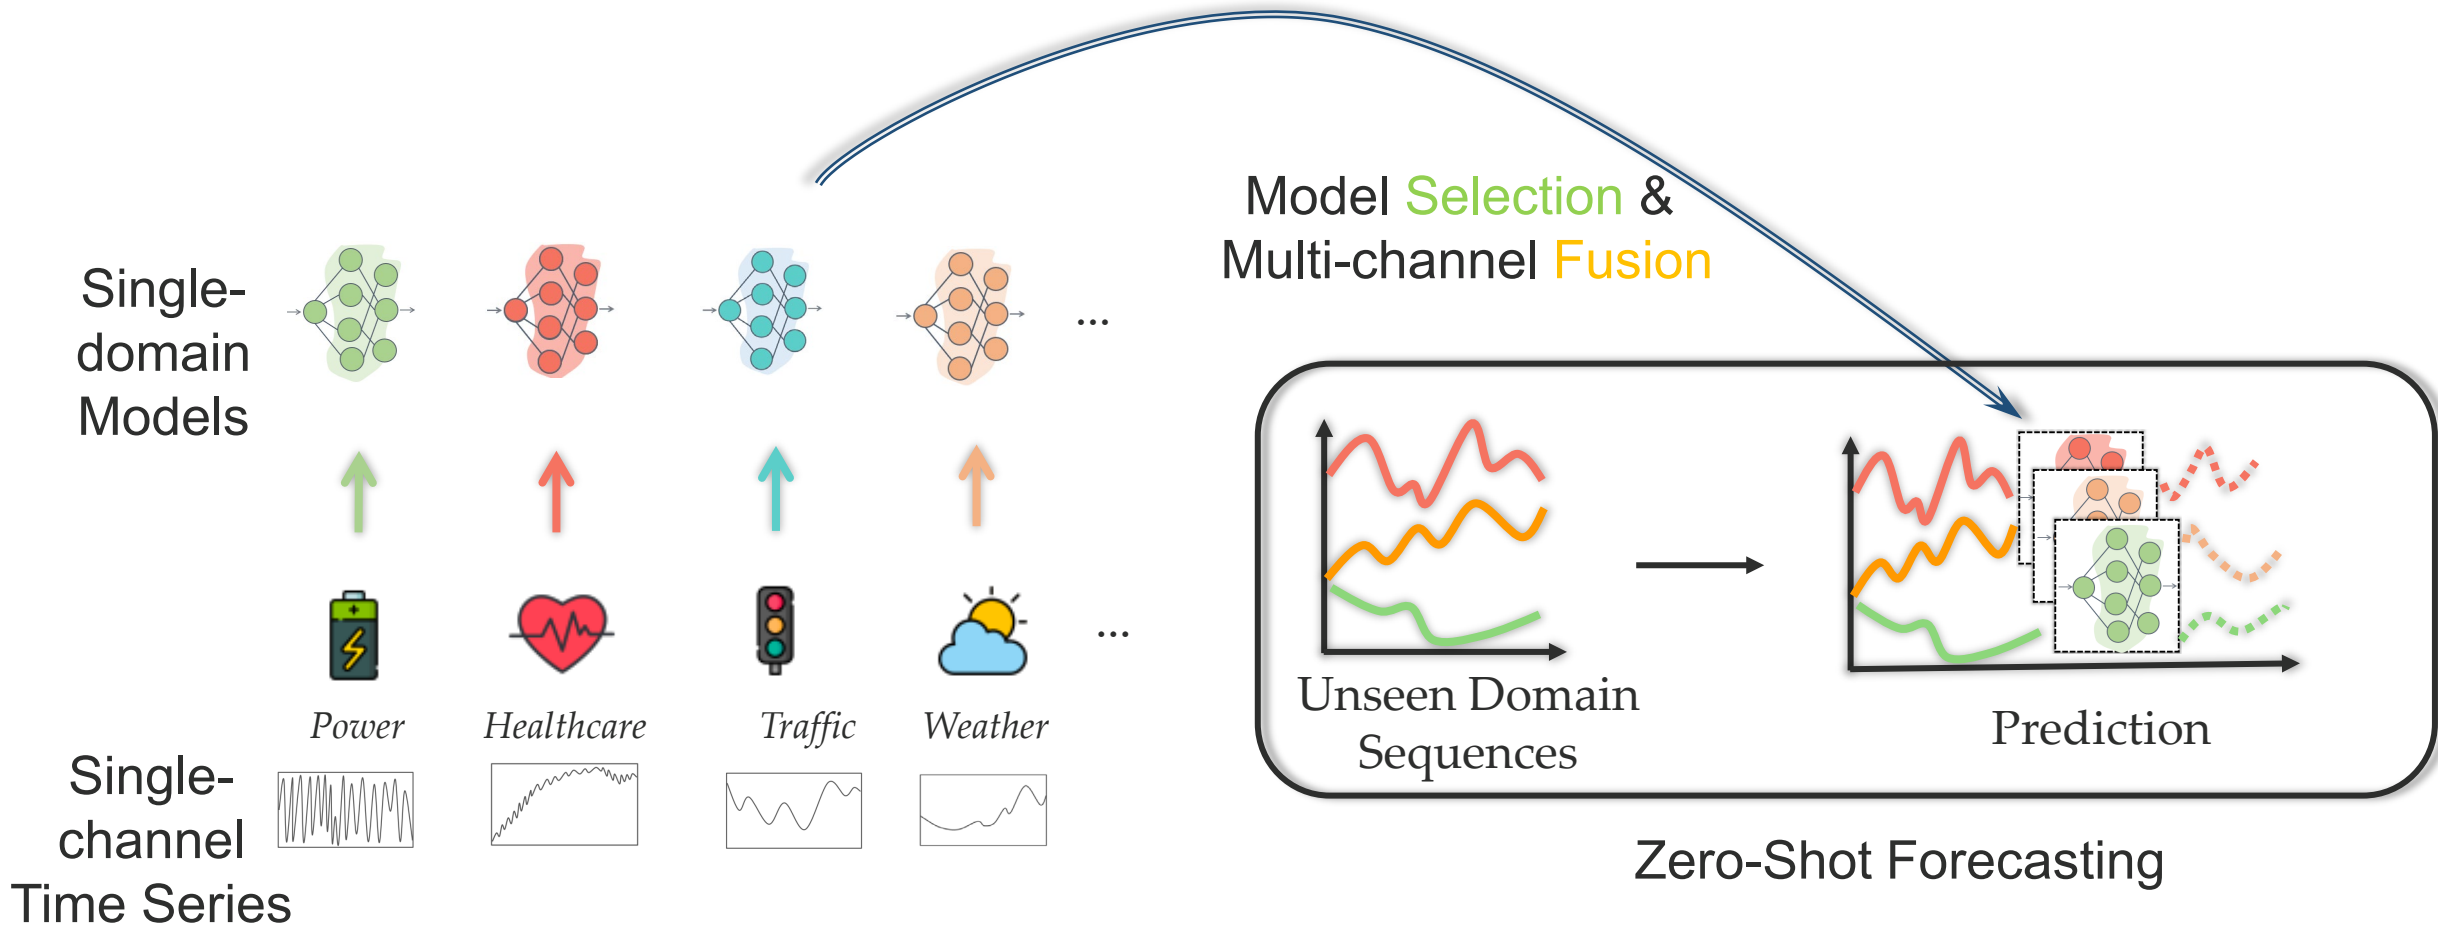 Model Selection &
Multi-channel Fusion
Single-
domain
Models
...
...
Power
Healthcare
Traffic
Weather
Single-
channel
Time Series
Unseen Domain
Sequences
Prediction
Zero-Shot Forecasting